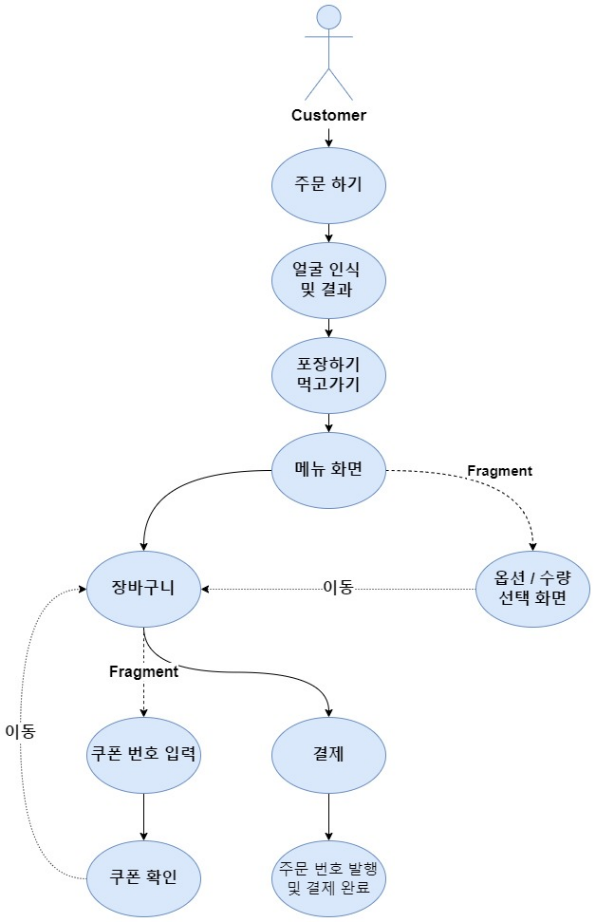 Customer
주문 하기
얼굴 인식
및 결과
포장하기
먹고가기
메뉴 화면
Fragment
장바구니
이동
옵션 / 수량
선택 화면
Fragment
이동
쿠폰 번호 입력
결제
쿠폰 확인
주문 번호 발행
및 결제 완료